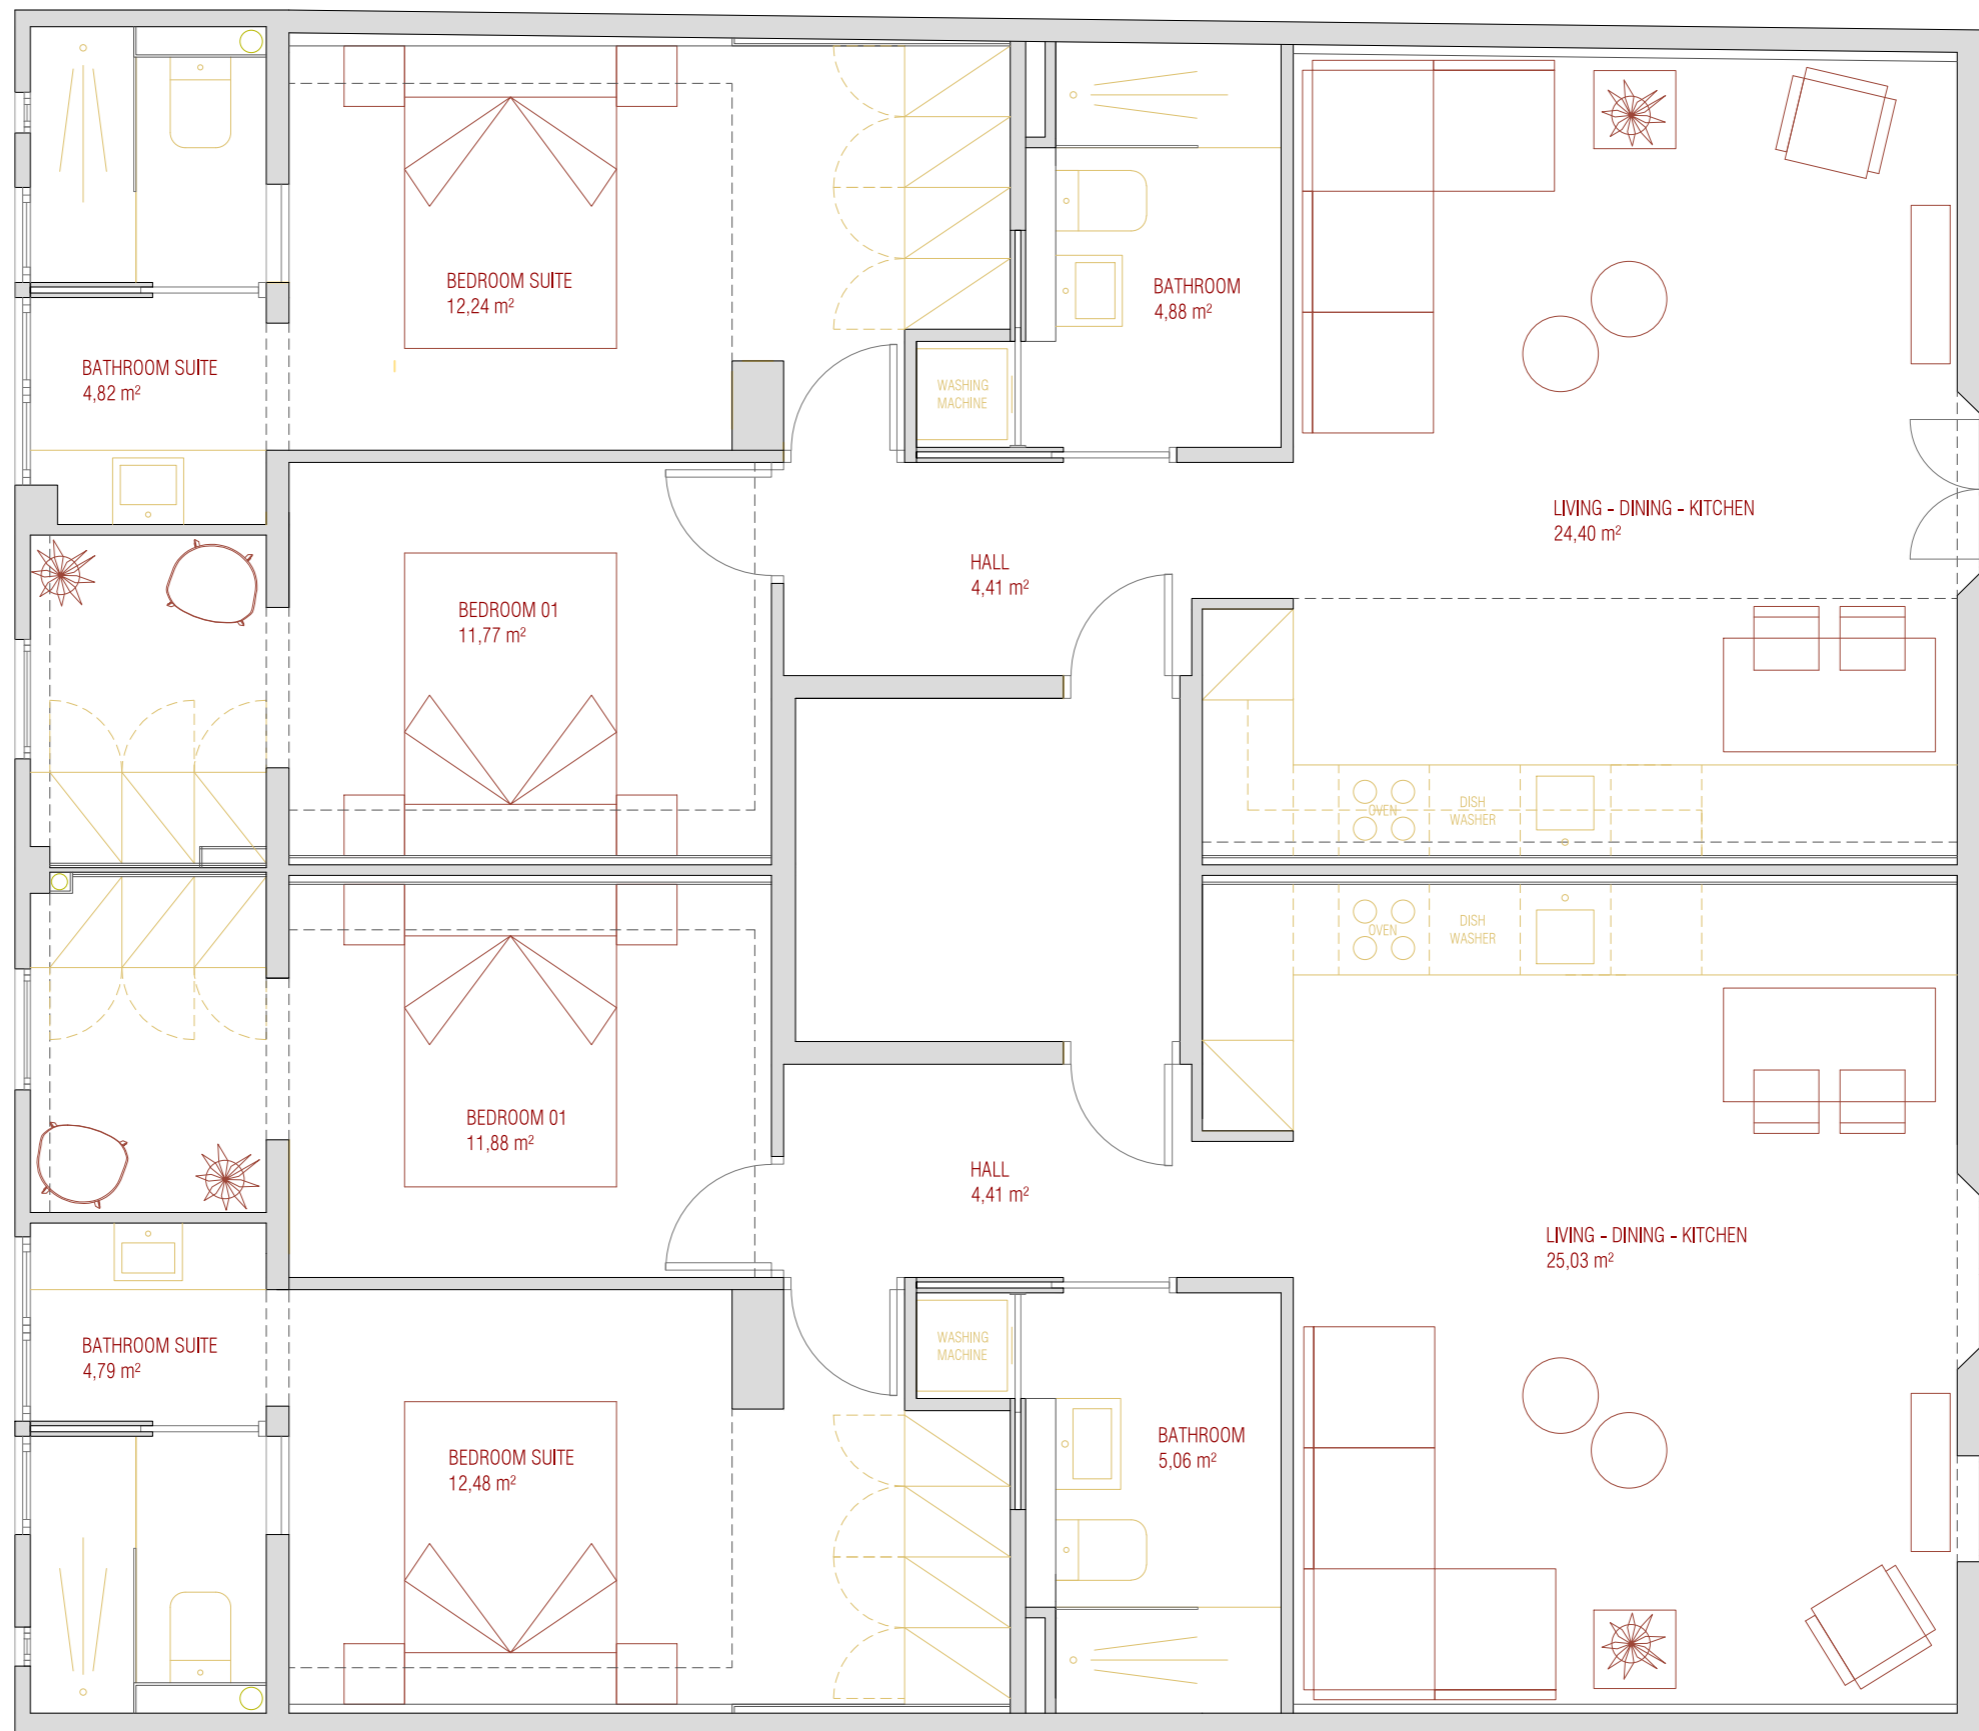 BEDROOM SUITE
12,24 m²
BATHROOM
4,88 m²
BATHROOM SUITE
4,82 m²
WASHING
MACHINE
LIVING - DINING - KITCHEN
24,40 m²
HALL
4,41 m²
BEDROOM 01
11,77 m²
OVEN
DISH
WASHER
OVEN
DISH
WASHER
BEDROOM 01
11,88 m²
HALL
4,41 m²
LIVING - DINING - KITCHEN
25,03 m²
BATHROOM SUITE
4,79 m²
WASHING
MACHINE
BATHROOM
5,06 m²
BEDROOM SUITE
12,48 m²